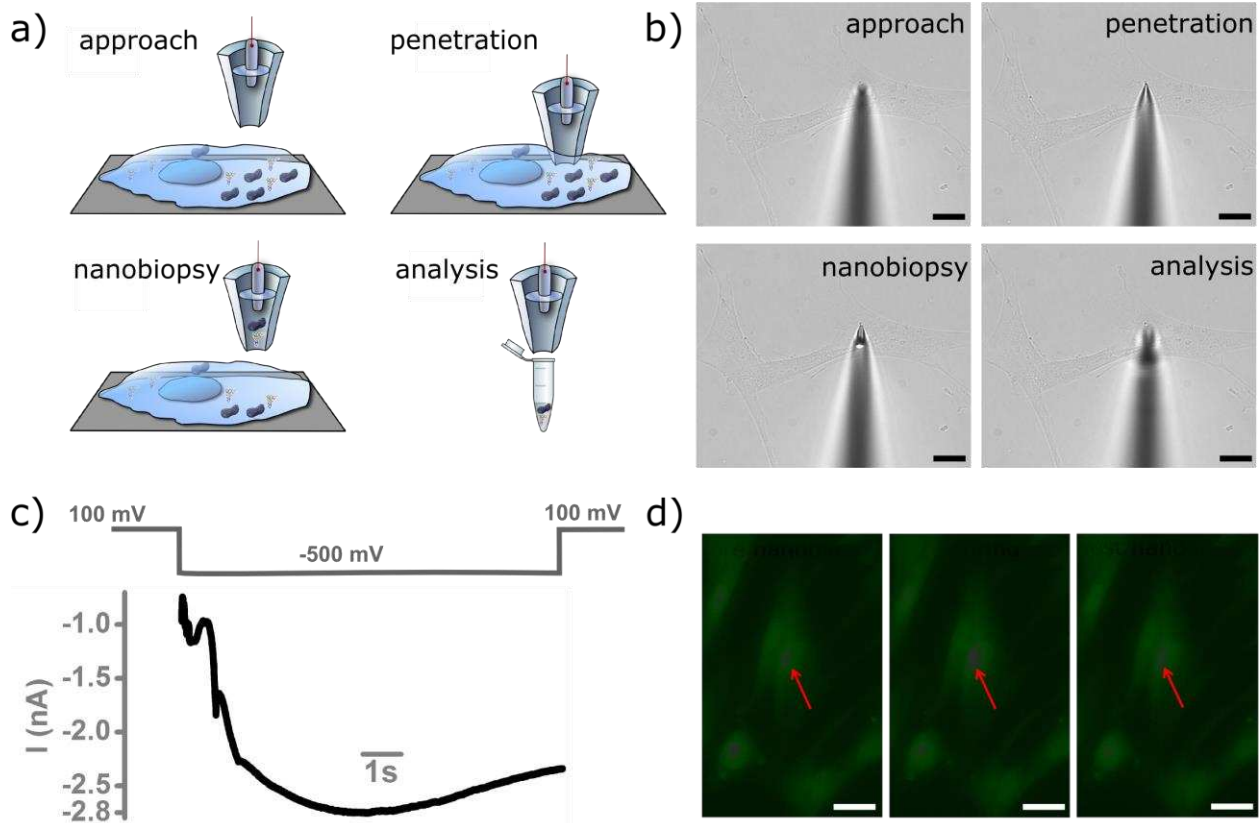 a)
approach
penetration
nanobiopsy
analysis
b)
approach
penetration
nanobiopsy
analysis
c)
100 mV
100 mV
-500 mV
-1.0
-1.5
-2.0
-2.5
-2.8
I (nA)
1s
d)